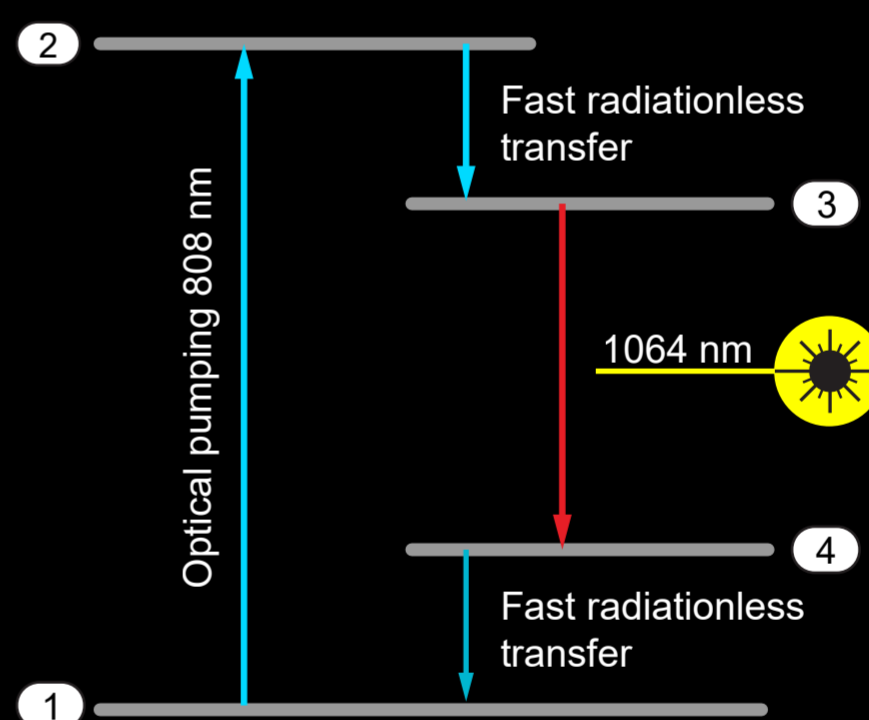 2
Fast radiationless
transfer
3
Optical pumping 808 nm
1064 nm
4
Fast radiationless
transfer
1